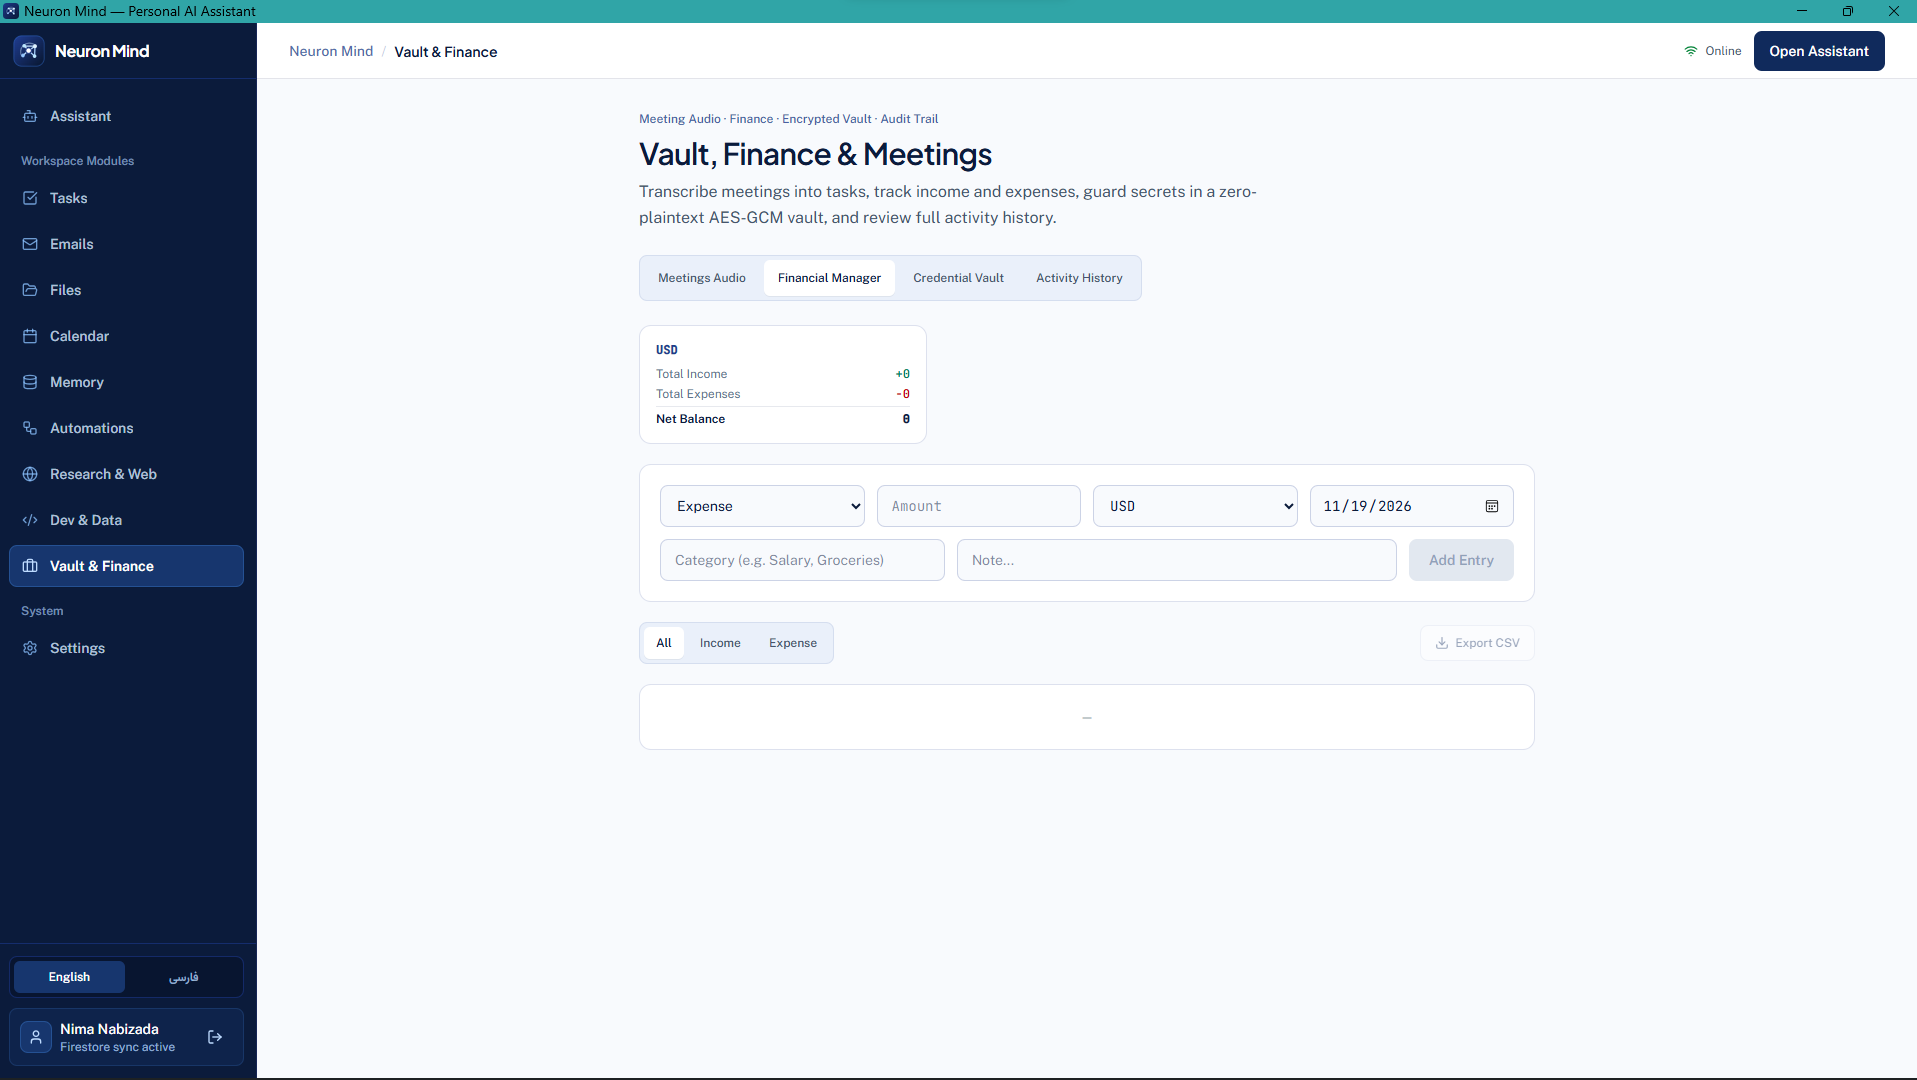 Neuron Mind — Personal AI Assistant
Neuron Mind
Neuron Mind / Vault & Finance
Online
Open Assistant
Assistant
Workspace Modules
Tasks
Emails
Files
Calendar
Memory
Automations
Research & Web
Dev & Data
Vault & Finance
System
Settings
English
فارسی
Nima Nabizada
Firestore sync active
Meeting Audio · Finance · Encrypted Vault · Audit Trail
Vault, Finance & Meetings
Transcribe meetings into tasks, track income and expenses, guard secrets in a zero-
plaintext AES-GCM vault, and review full activity history.
Meetings Audio Financial Manager Credential Vault Activity History
USD
Total Income +0
Total Expenses -0
Net Balance 0
Expense Amount USD 11/19/2026
Category (e.g. Salary, Groceries) Note... Add Entry
All Income Expense Export CSV
—